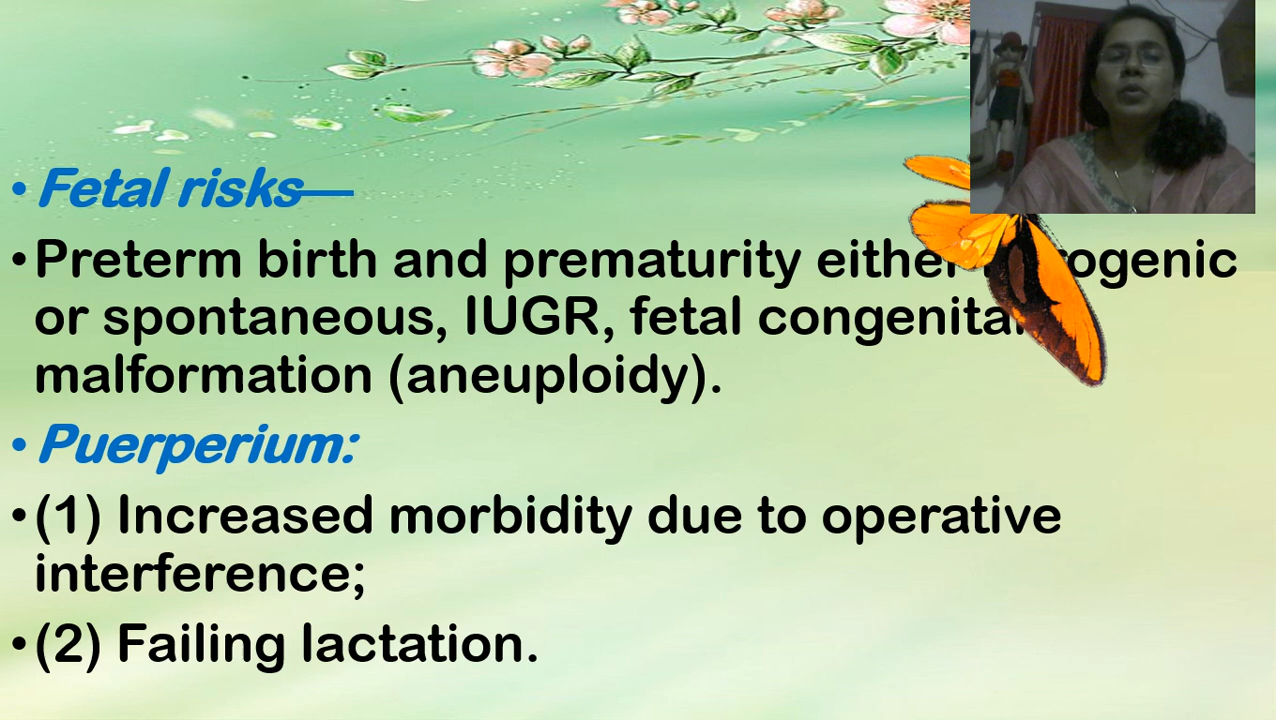 • Fetal risks—
• Preterm birth and prematurity either
or spontaneous, IUGR, fetal congenital
malformation (aneuploidy).
• Puerperium:
• (1) Increased morbidity due to operative
interference;
• (2) Failing lactation.